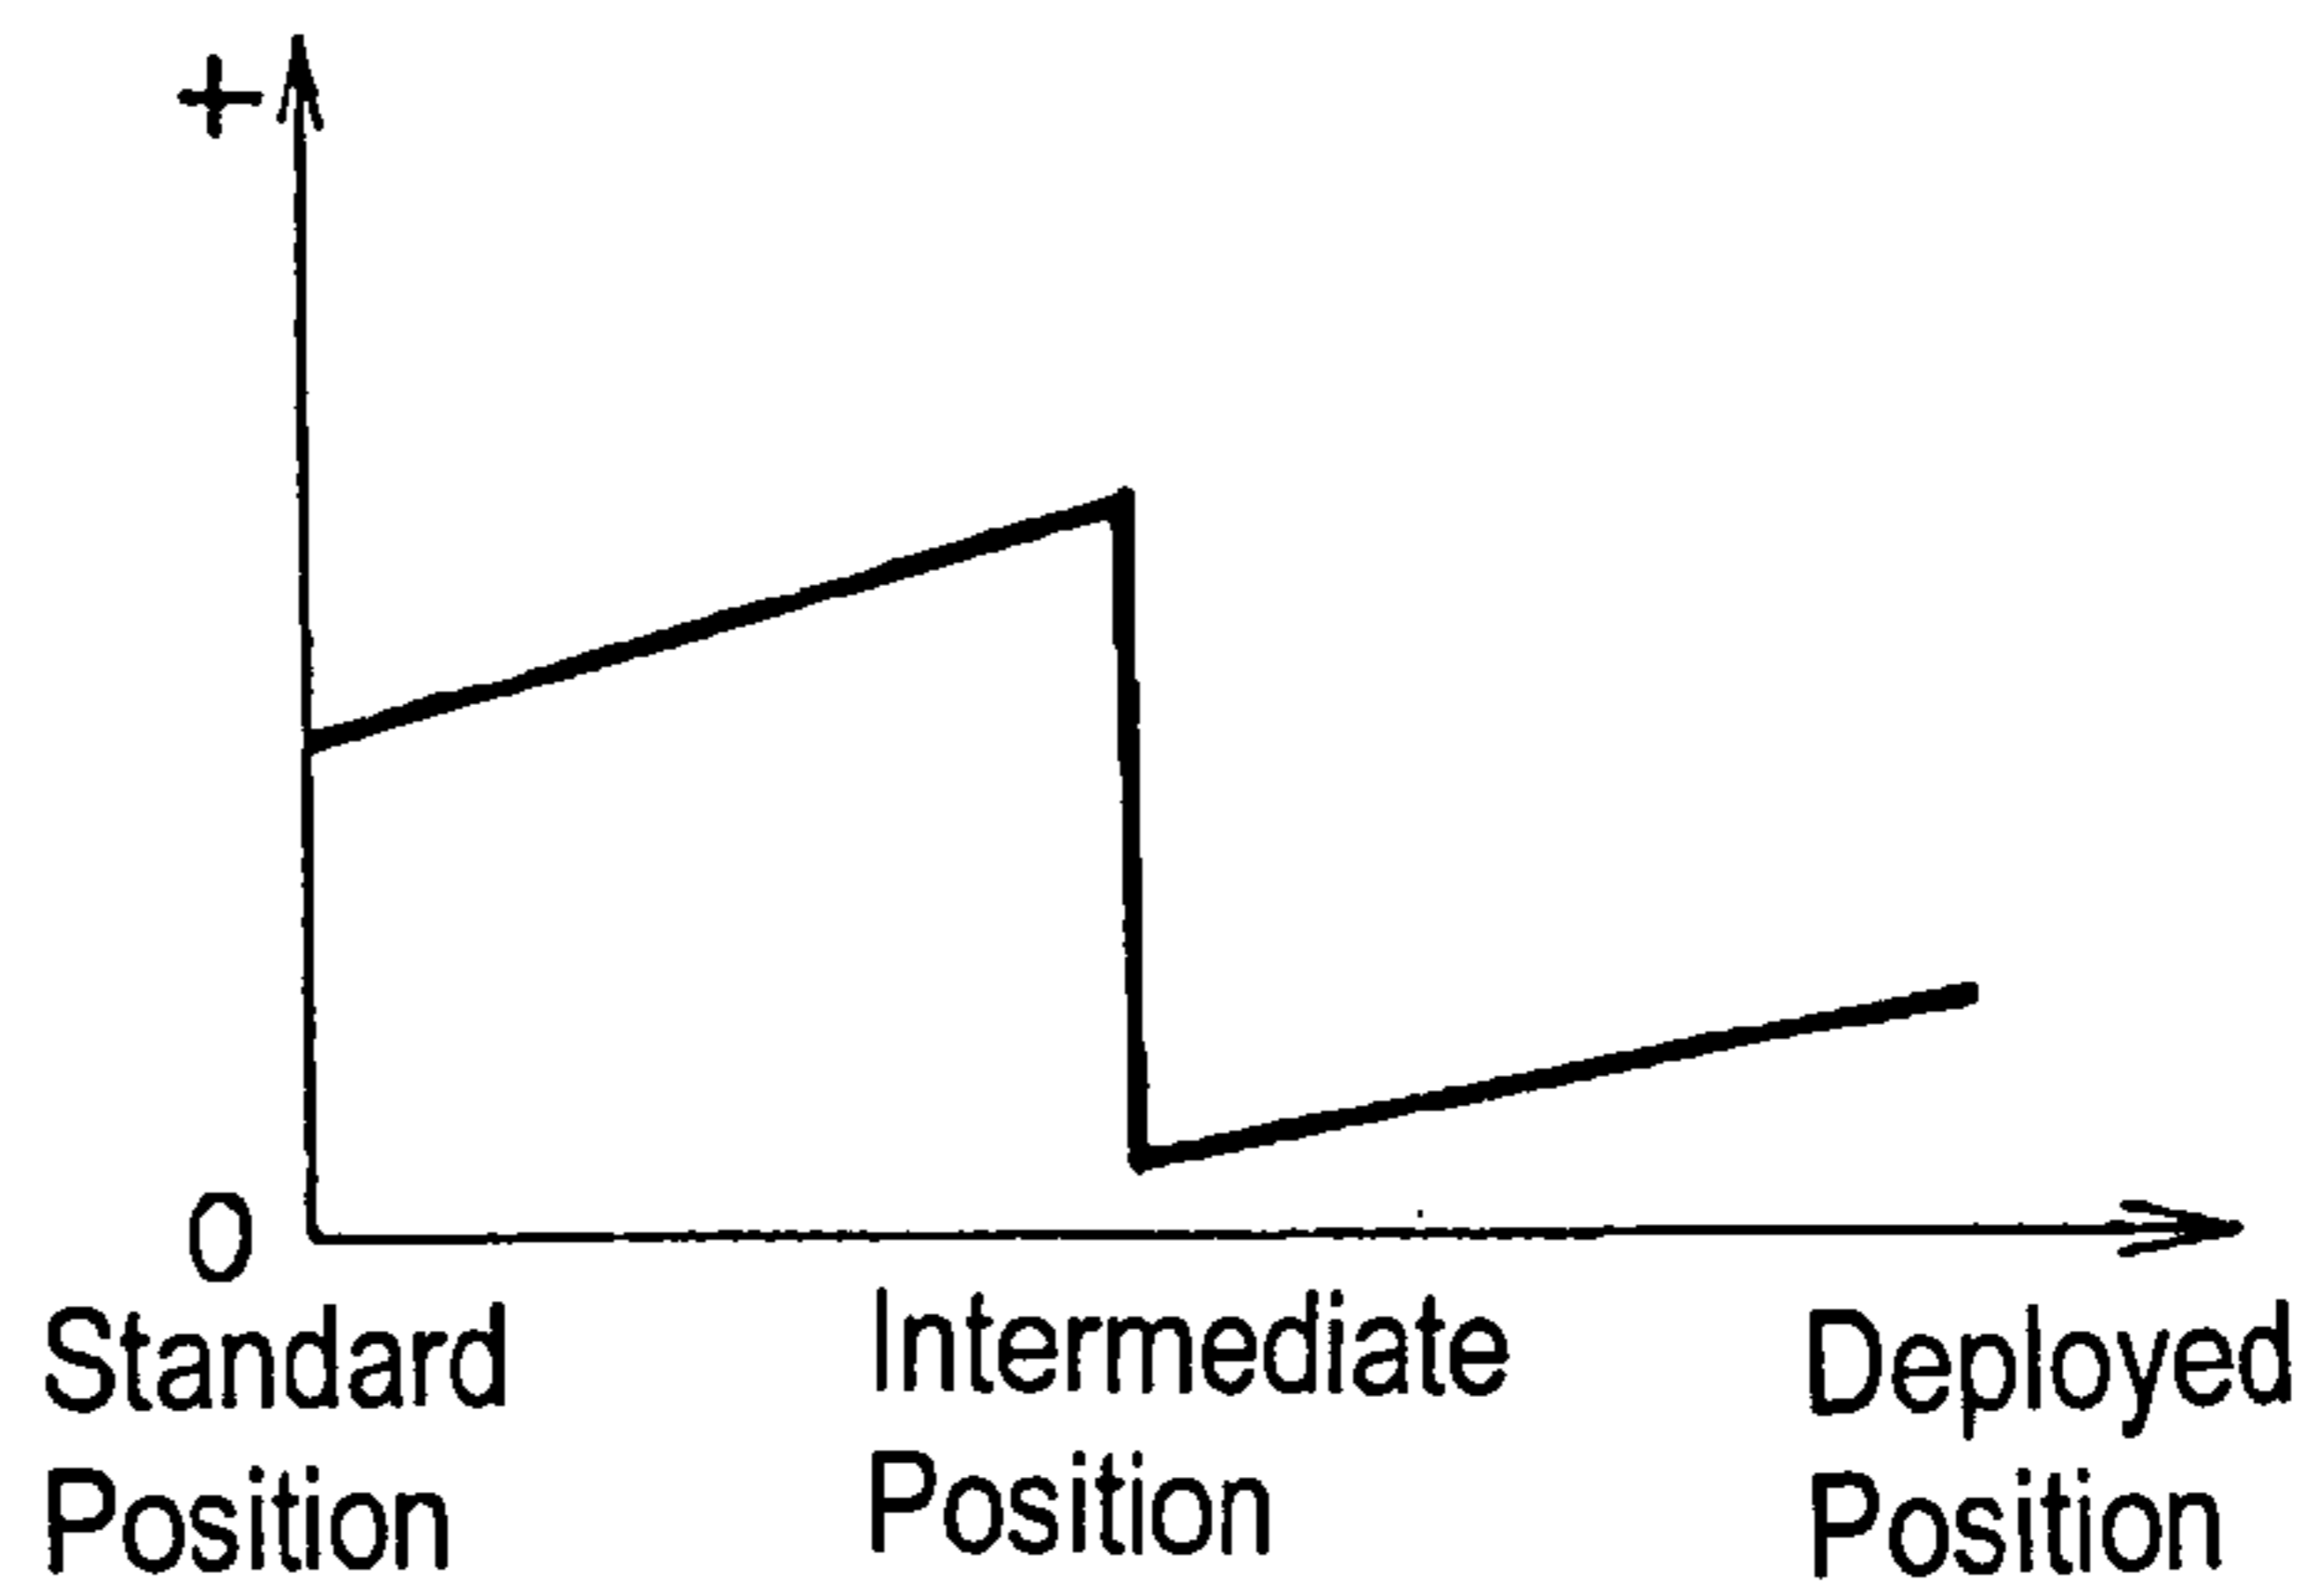 +
0
Standard
Position
Intermediate
Position
Deployed
Position